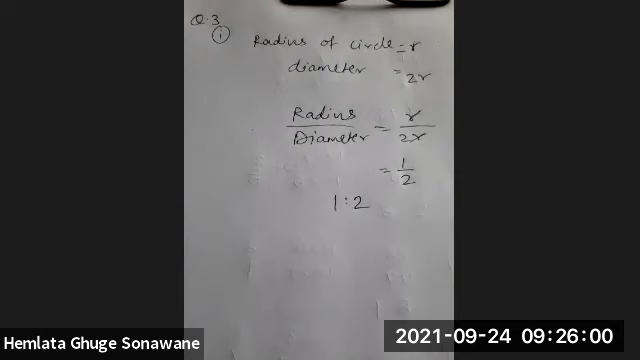 Q.3
(i) Radius of circle = r
diameter = 2r
Radius / Diameter = r / 2r
= 1/2
1:2
Hemlata Ghuge Sonawane
2021-09-24 09:26:00